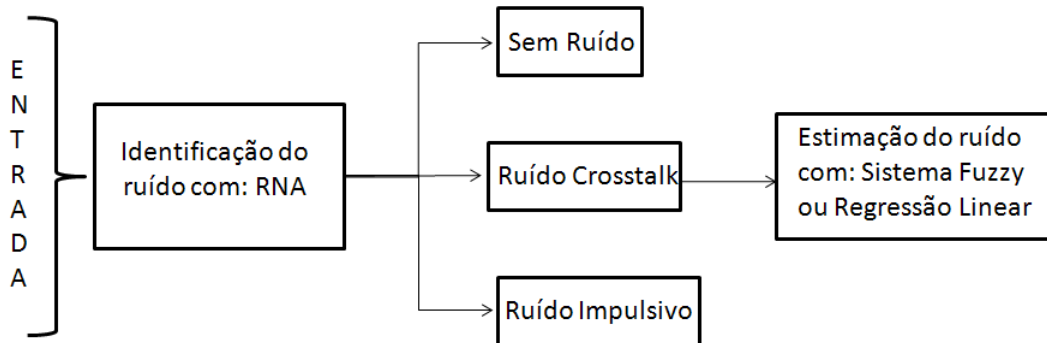 ENTRADA
Identificação do
ruído com: RNA
Sem Ruído
Ruído Crosstalk
Ruído Impulsivo
Estimação do ruído
com: Sistema Fuzzy
ou Regressão Linear